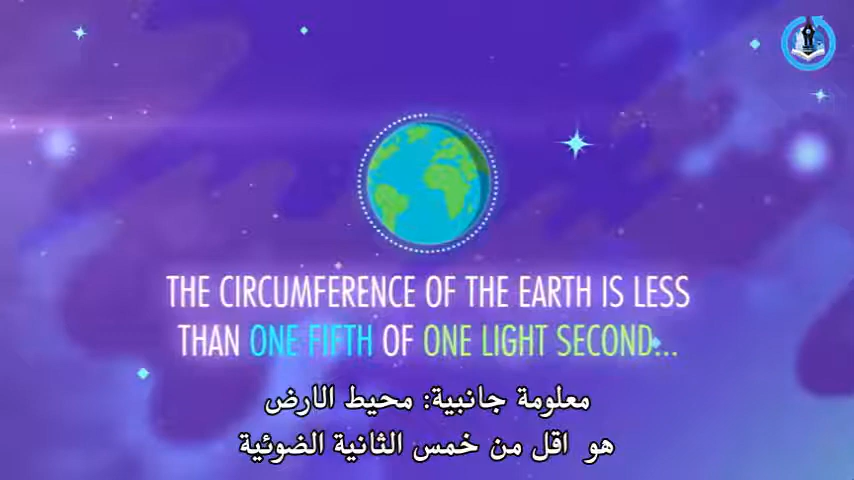 THE CIRCUMFERENCE OF THE EARTH IS LESS
THAN ONE FIFTH OF ONE LIGHT SECOND...
معلومة جانبية: محيط الارض
هو اقل من خمس الثانية الضوئية